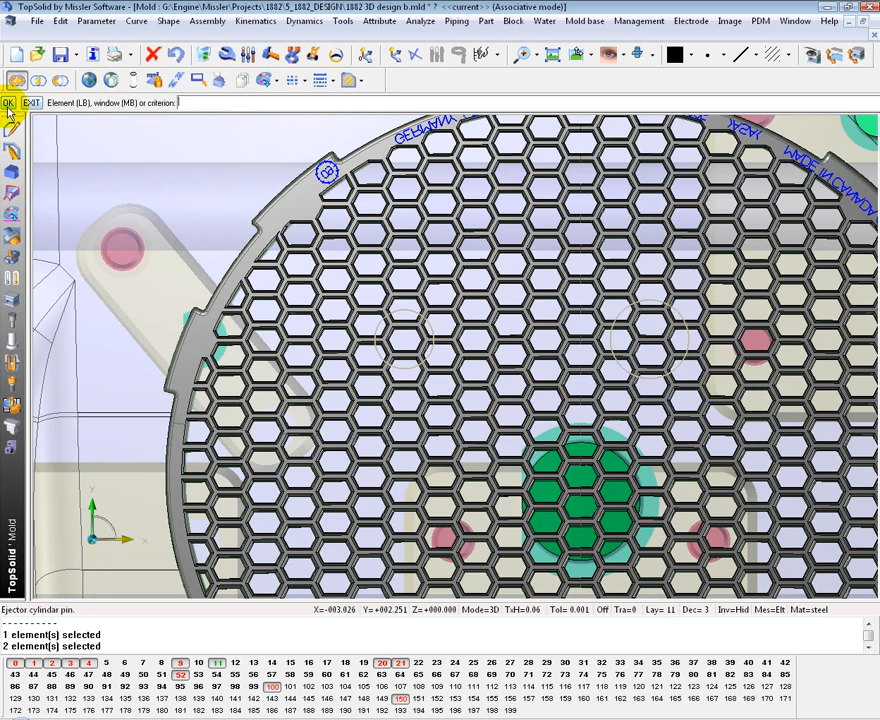 TopSolid by Missler Software - [Mold : G:\Engine\Missler\Projects\1882\5_1882_DESIGN\1882 3D design b.mld * ? <current> (Associative mode)]
File Edit Parameter Curve Shape Assembly Kinematics Dynamics Tools Attribute Analyze Piping Part Bloc Water Mold base Management Electrode Image PDM Window Help
OK EXIT Element (LB), window (MB) or criterion:
GERMANY
MADE IN CANADA
y
x
TopSolid 'Mold
Ejector cylindar pin.
X=-003.026 Y=+002.251 Z=+000.000 Mode=3D TxH=0.06 Tol= 0.001 Off Tra=0 Lay= 11 Dec= 3 Inv=Hid Mes=Elt Mat=steel
----------
1 element(s) selected
2 element(s) selected
0 1 2 3 4 5 6 7 8 9 10 11 12 13 14 15 16 17 18 19 20 21 22 23 24 25 26 27 28 29 30 31 32 33 34 35 36 37 38 39 40 41 42
43 44 45 46 47 48 49 50 51 52 53 54 55 56 57 58 59 60 61 62 63 64 65 66 67 68 69 70 71 72 73 74 75 76 77 78 79 80 81 82 83 84 85
86 87 88 89 90 91 92 93 94 95 96 97 98 99 100 101 102 103 104 105 106 107 108 109 110 111 112 113 114 115 116 117 118 119 120 121 122 123 124 125 126 127 128
129 130 131 132 133 134 135 136 137 138 139 140 141 142 143 144 145 146 147 148 149 150 151 152 153 154 155 156 157 158 159 160 161 162 163 164 165 166 167 168 169 170 171
172 173 174 175 176 177 178 179 180 181 182 183 184 185 186 187 188 189 190 191 192 193 194 195 196 197 198 199